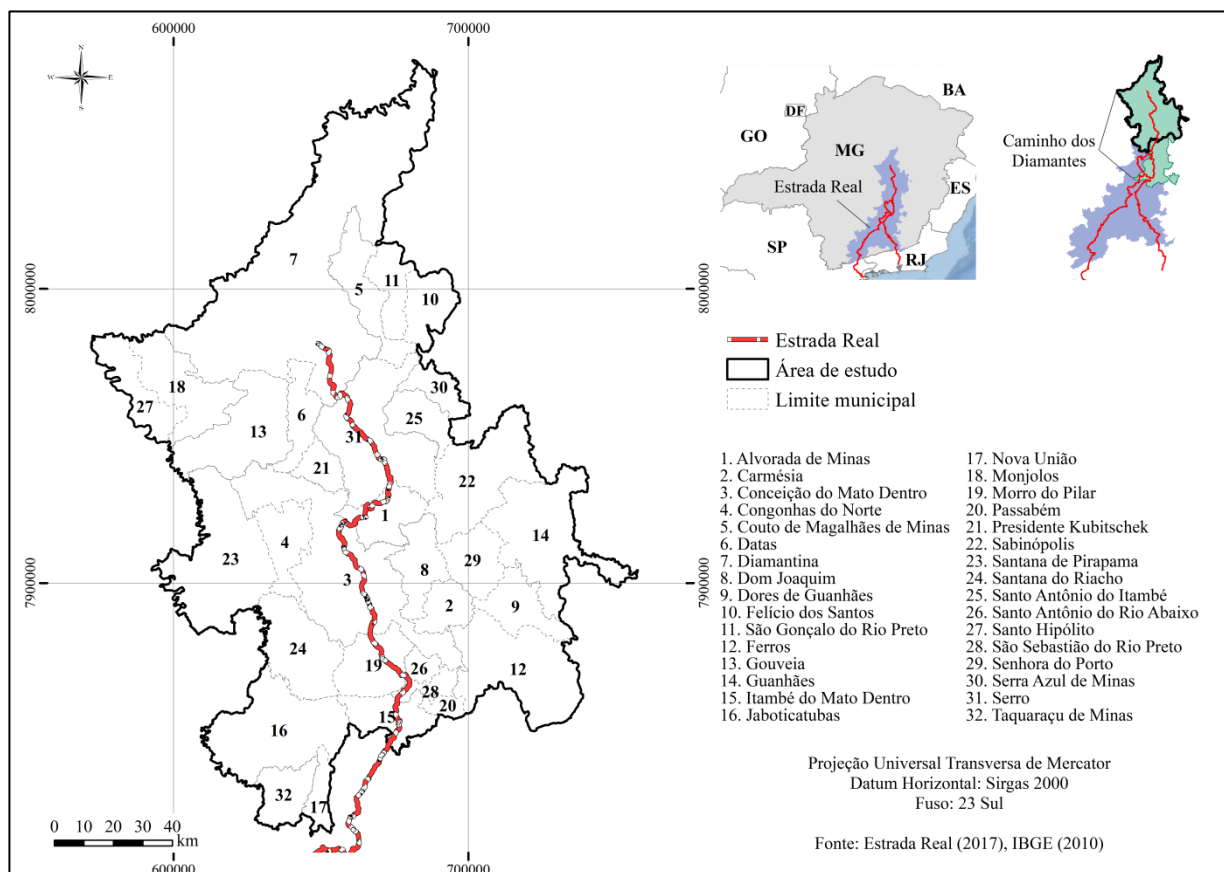 600000
700000
N
W
E
S
8000000
8000000
7900000
7900000
7
5
11
10
18
27
30
6
25
13
31
21
22
1
14
23
4
3
8
29
2
9
24
19
26
12
28
20
15
16
32
17
0 10 20 30 40
km
600000
700000
BA
DF
GO
MG
Estrada Real
ES
SP
RJ
Caminho dos
Diamantes
Estrada Real
Área de estudo
Limite municipal
1. Alvorada de Minas
2. Carmésia
3. Conceição do Mato Dentro
4. Congonhas do Norte
5. Couto de Magalhães de Minas
6. Datas
7. Diamantina
8. Dom Joaquim
9. Dores de Guanhães
10. Felício dos Santos
11. São Gonçalo do Rio Preto
12. Ferros
13. Gouveia
14. Guanhães
15. Itambé do Mato Dentro
16. Jaboticatubas
17. Nova União
18. Monjolos
19. Morro do Pilar
20. Passabém
21. Presidente Kubitschek
22. Sabinópolis
23. Santana de Pirapama
24. Santana do Riacho
25. Santo Antônio do Itambé
26. Santo Antônio do Rio Abaixo
27. Santo Hipólito
28. São Sebastião do Rio Preto
29. Senhora do Porto
30. Serra Azul de Minas
31. Serro
32. Taquaraçu de Minas
Projeção Universal Transversa de Mercator
Datum Horizontal: Sirgas 2000
Fuso: 23 Sul
Fonte: Estrada Real (2017), IBGE (2010)